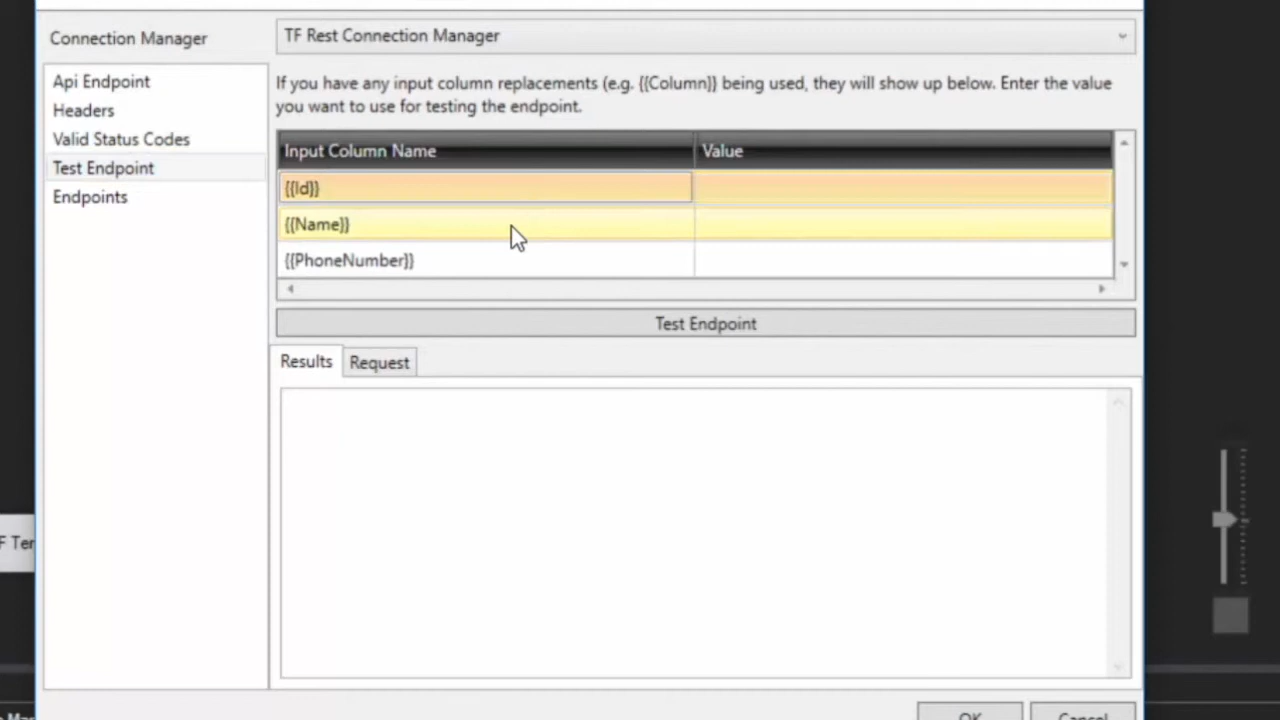 Connection Manager
TF Rest Connection Manager
Api Endpoint
Headers
Valid Status Codes
Test Endpoint
Endpoints
If you have any input column replacements (e.g. {{Column}} being used, they will show up below. Enter the value
you want to use for testing the endpoint.
Input Column Name
Value
{{Id}}
{{Name}}
{{PhoneNumber}}
Test Endpoint
Results
Request
OK
Cancel